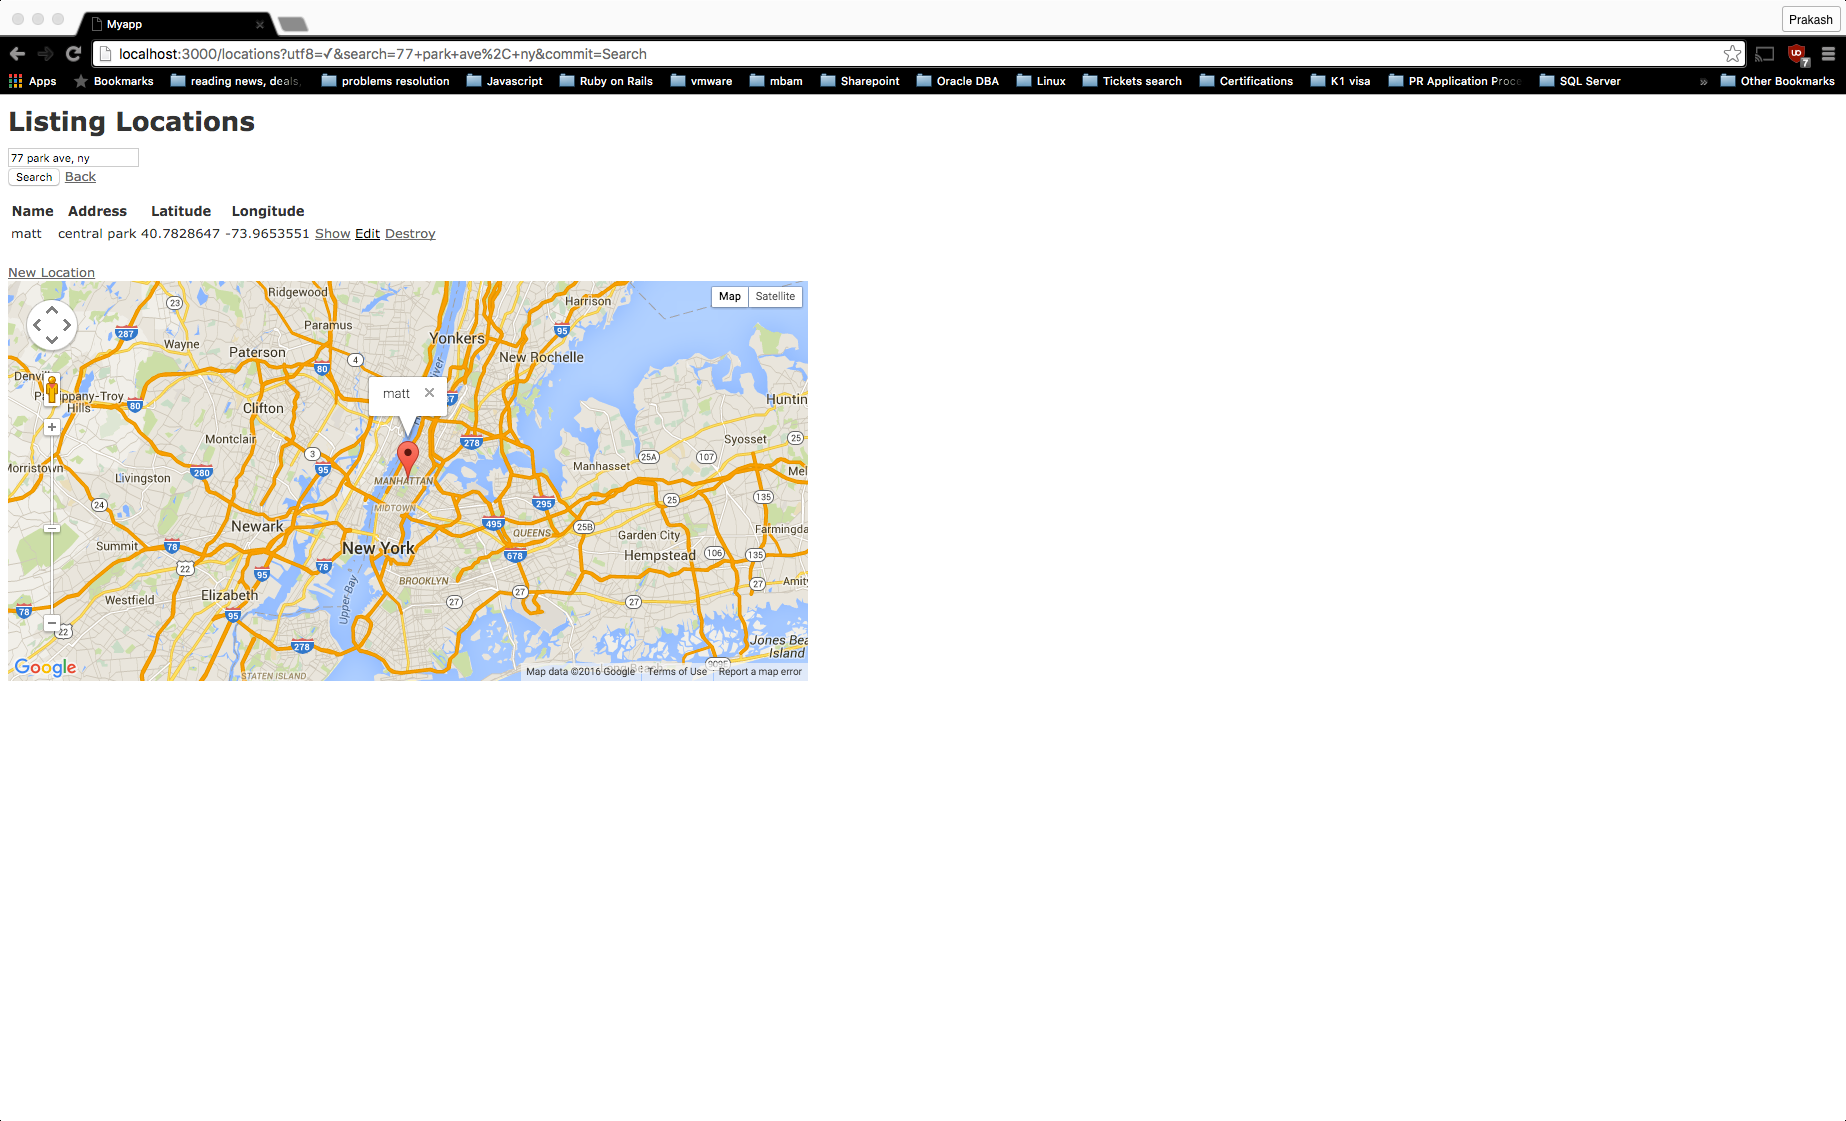 Myapp
Prakash
localhost:3000/locations?utf8=✓&search=77+park+ave%2C+ny&commit=Search
Apps Bookmarks reading news, deals, problems resolution Javascript Ruby on Rails vmware mbam Sharepoint Oracle DBA Linux Tickets search Certifications K1 visa PR Application Proce SQL Server » Other Bookmarks
7
Listing Locations
77 park ave, ny
Search Back
Name Address Latitude Longitude
matt central park 40.7828647 -73.9653551 Show Edit Destroy
New Location
Map Satellite
Ridgewood
Harrison
23
Paramus
95
287
Yonkers
Wayne
Paterson
4
New Rochelle
80
Denvi
matt
Pa ippany-Troy
Hills
80
87
Huntin
Clifton
Montclair
278
Syosset
25
3
25A
107
Morristown
95
Manhasset
Mel
280
Livingston
MANHATTAN
135
25
24
MIDTOWN
295
Newark
495
25B
QUEENS
Farmingda
Garden City
Summit
78
New York
678
Hempstead
106
135
22
78
95
BROOKLYN
27
Amity
Upper Bay
Westfield
Elizabeth
27
27
27
78
95
22
278
Jones Bea
Island
Google
STATEN ISLAND
Map data ©2016 Google Terms of Use Report a map error